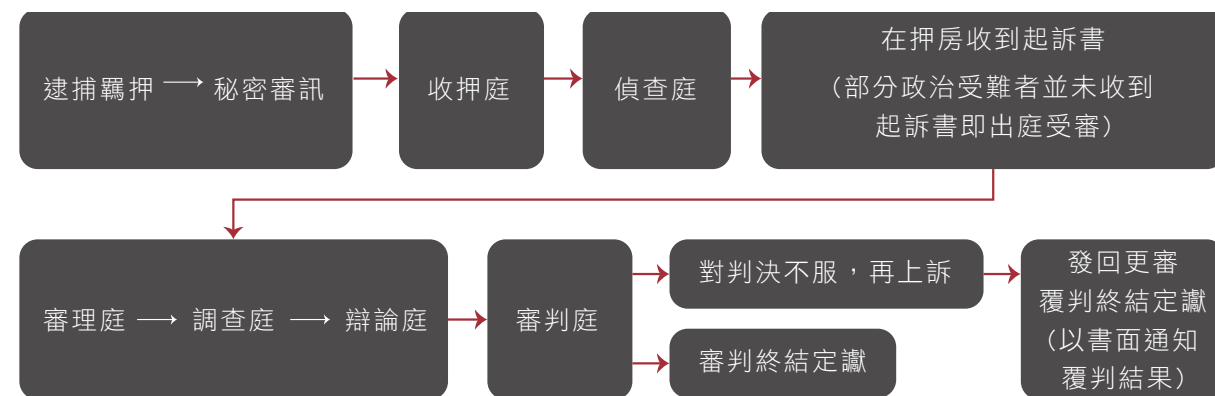 逮捕羈押 → 秘密審訊
收押庭
偵查庭
在押房收到起訴書
（部分政治受難者並未收到
起訴書即出庭受審）
審理庭 → 調查庭 → 辯論庭
審判庭
對判決不服，再上訴
審判終結定讞
發回更審
覆判終結定讞
（以書面通知
覆判結果）